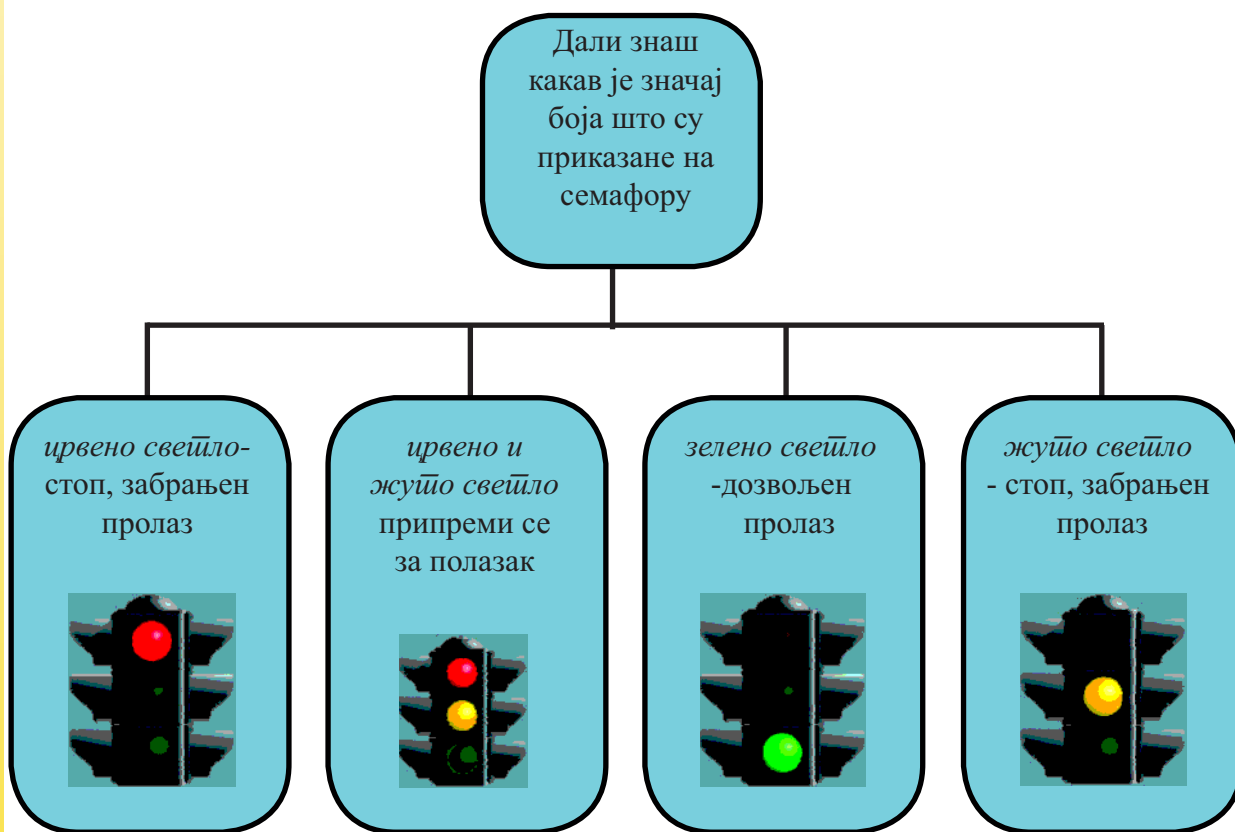 Дали знаш
какав је значај
боја што су
приказане на
семафору
црвено светло-
стоп, забрањен
пролаз
црвено и
жуто светло
припреми се
за полазак
зелено светло
-дозвољен
пролаз
жуто светло
- стоп, забрањен
пролаз